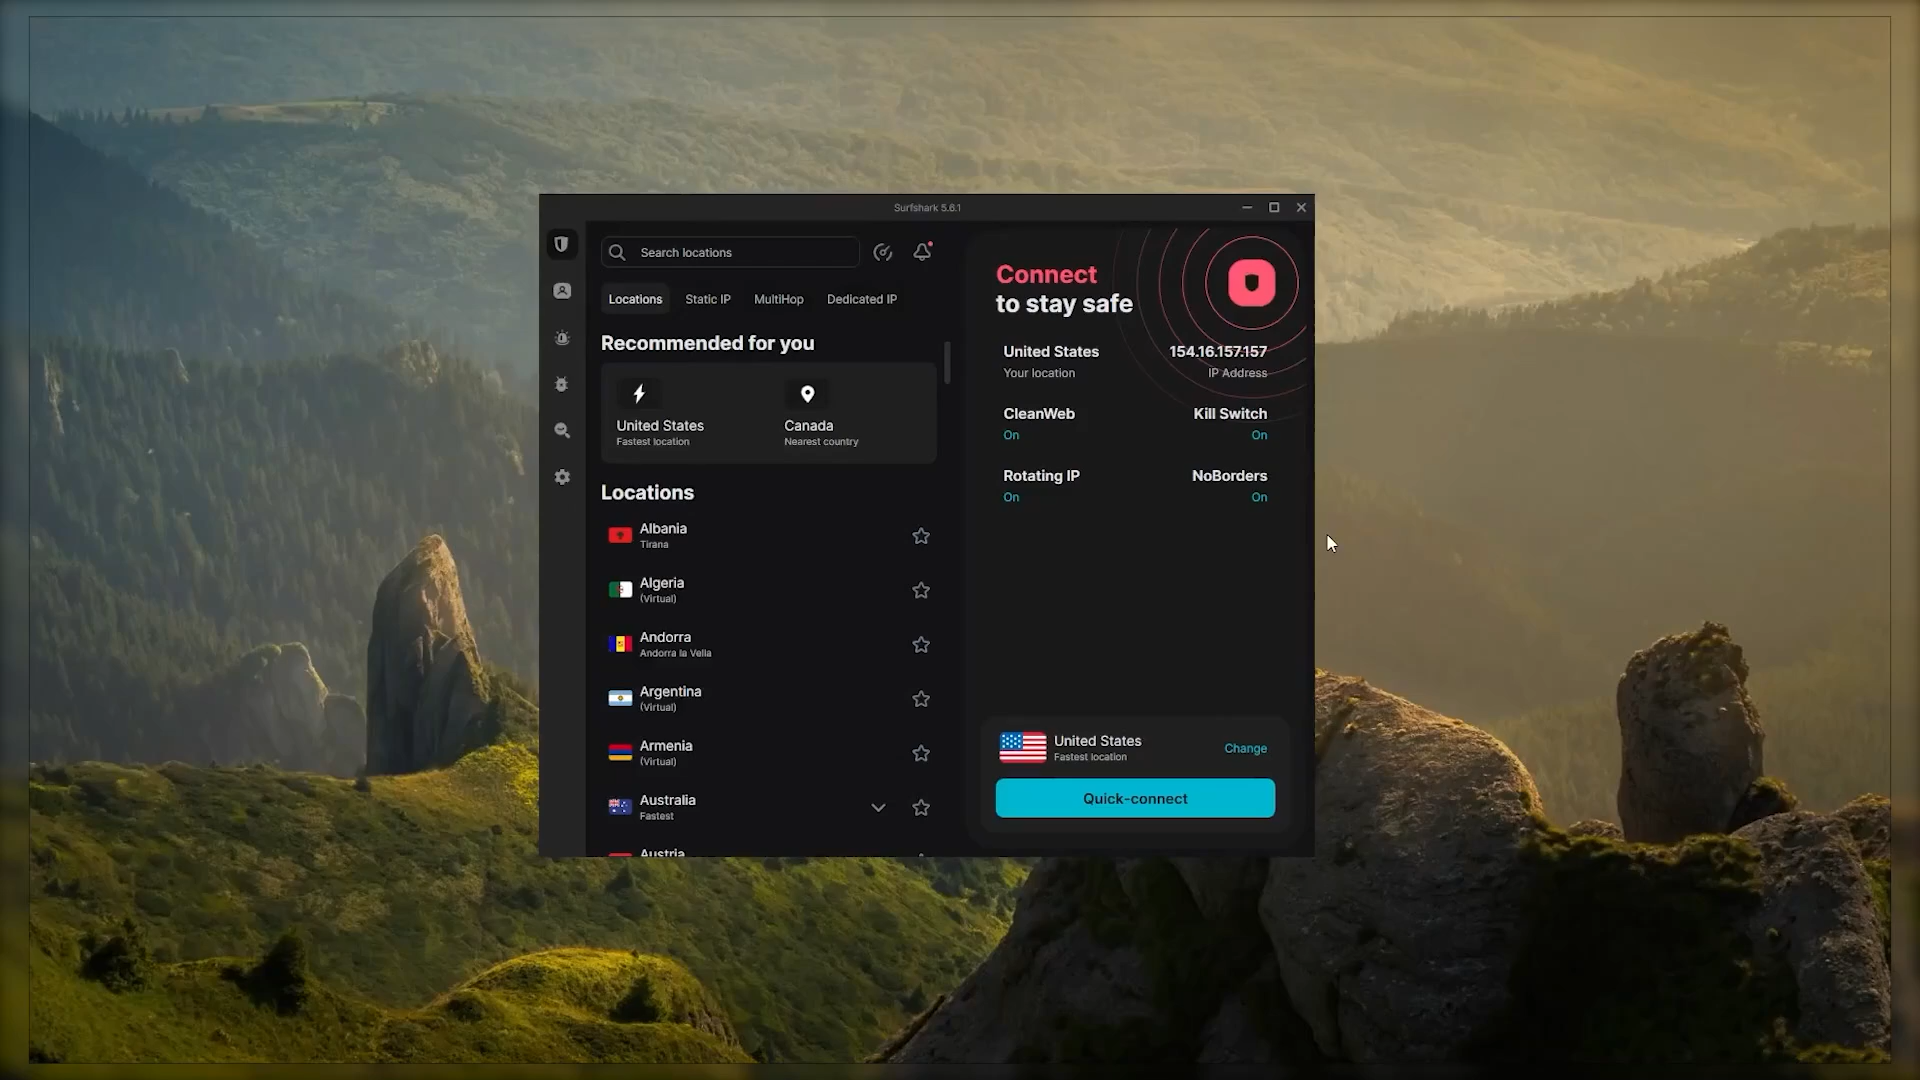 Surfshark 5.6.1
Search locations
Locations
Static IP
MultiHop
Dedicated IP
Recommended for you
United States
Fastest location
Canada
Nearest country
Locations
Albania
Tirana
Algeria
(Virtual)
Andorra
Andorra la Vella
Argentina
(Virtual)
Armenia
(Virtual)
Australia
Fastest
Austria
Connect
to stay safe
United States
Your location
154.16.157.157
IP Address
CleanWeb
On
Kill Switch
On
Rotating IP
On
NoBorders
On
United States
Fastest location
Change
Quick-connect